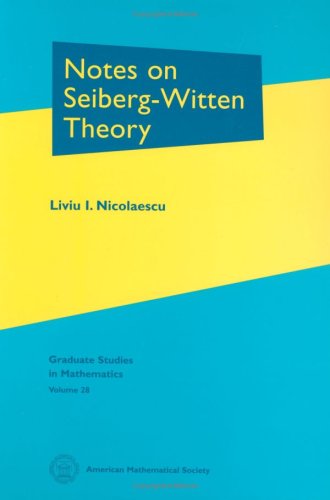 Notes on
Seiberg-Witten
Theory
Liviu I. Nicolaescu
Graduate Studies
in Mathematics
Volume 28
American Mathematical Society